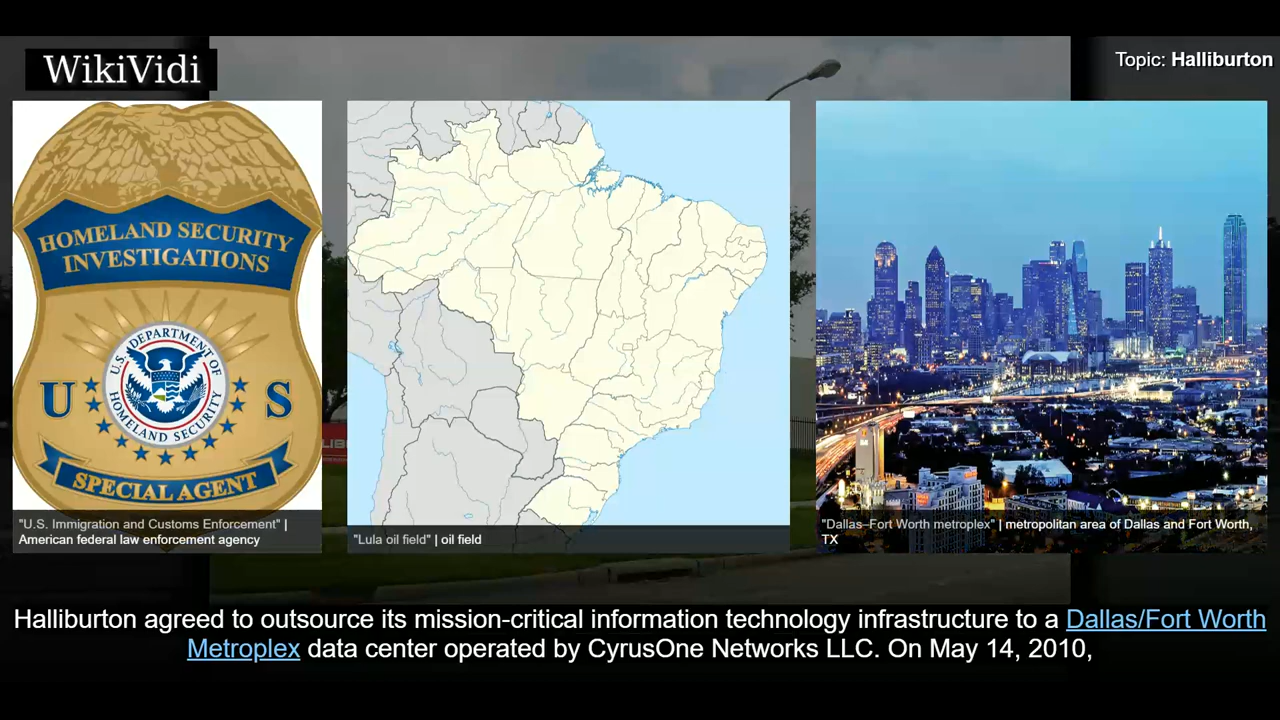 WikiVidi
Topic: Halliburton
HOMELAND SECURITY
INVESTIGATIONS
U.S. DEPARTMENT OF
HOMELAND SECURITY
U S
SPECIAL AGENT
"U.S. Immigration and Customs Enforcement" |
American federal law enforcement agency
"Lula oil field" | oil field
"Dallas–Fort Worth metroplex" | metropolitan area of Dallas and Fort Worth,
TX
Halliburton agreed to outsource its mission-critical information technology infrastructure to a Dallas/Fort Worth
Metroplex data center operated by CyrusOne Networks LLC. On May 14, 2010,